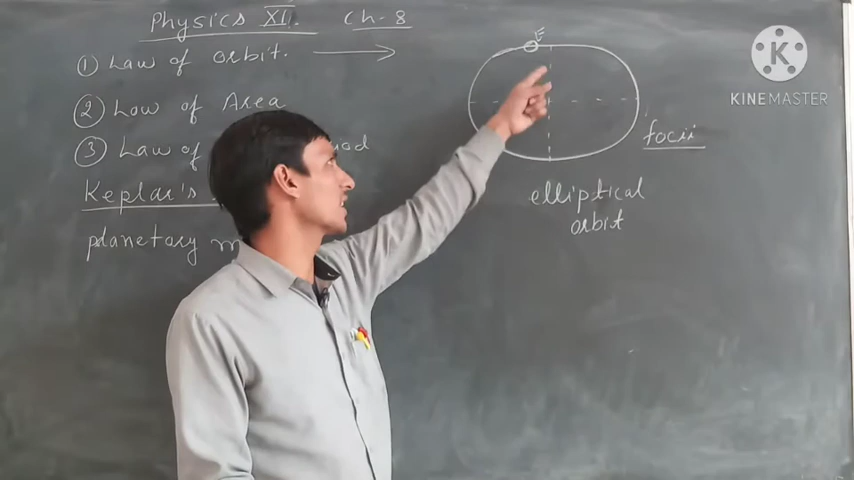 Physics XI. Ch-8
① Law of orbit. →
② Low of Area
③ Law of
Keplar's
planetary m
E
focii
elliptical
orbit
KINEMASTER